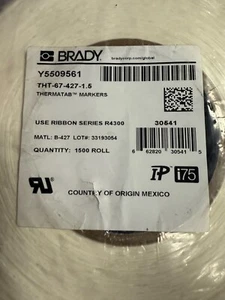 BRADY
bradycorp.com/global
Y5509561
THT-67-427-1.5
THERMATAB™ MARKERS
USE RIBBON SERIES R4300
30541
MATL: B-427 LOT#: 33193054
QUANTITY: 1500 ROLL
6 62820 30541 5
IP i75
COUNTRY OF ORIGIN MEXICO